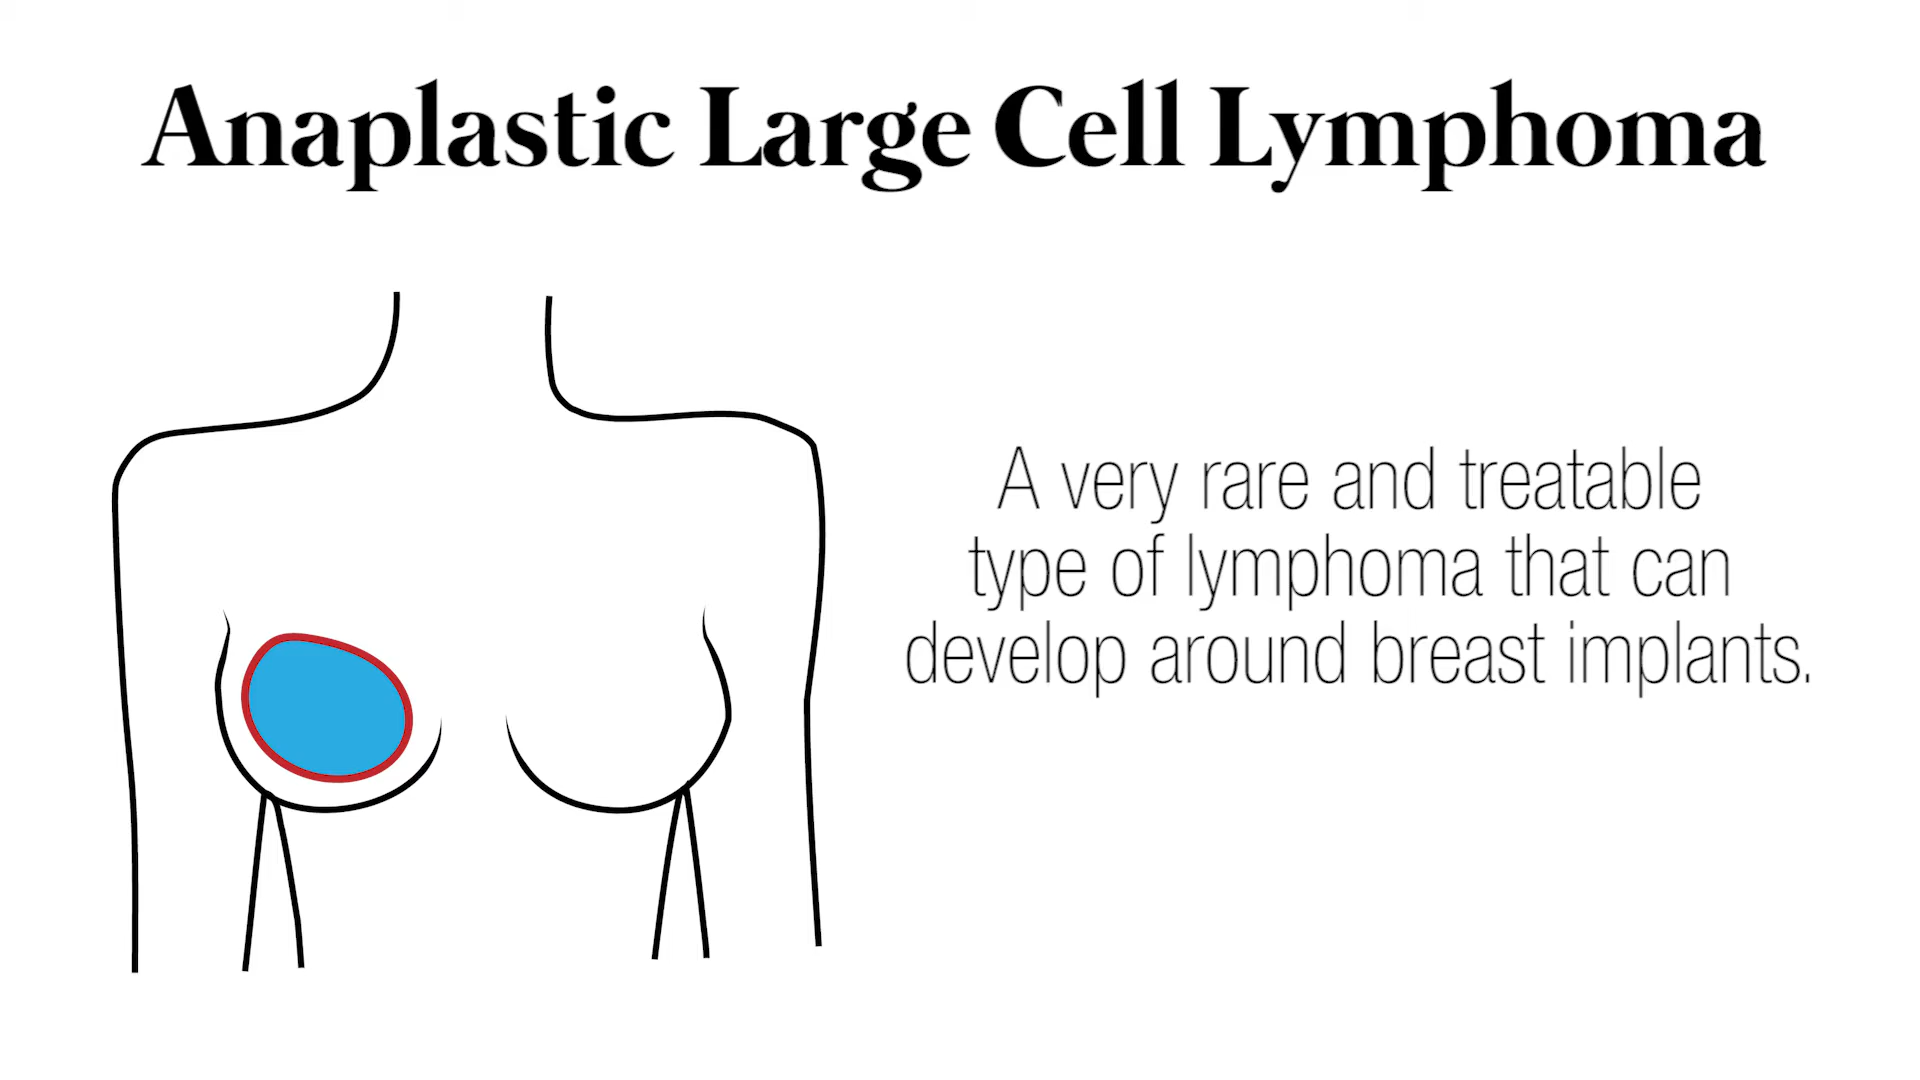 Anaplastic Large Cell Lymphoma
A very rare and treatable
type of lymphoma that can
develop around breast implants.